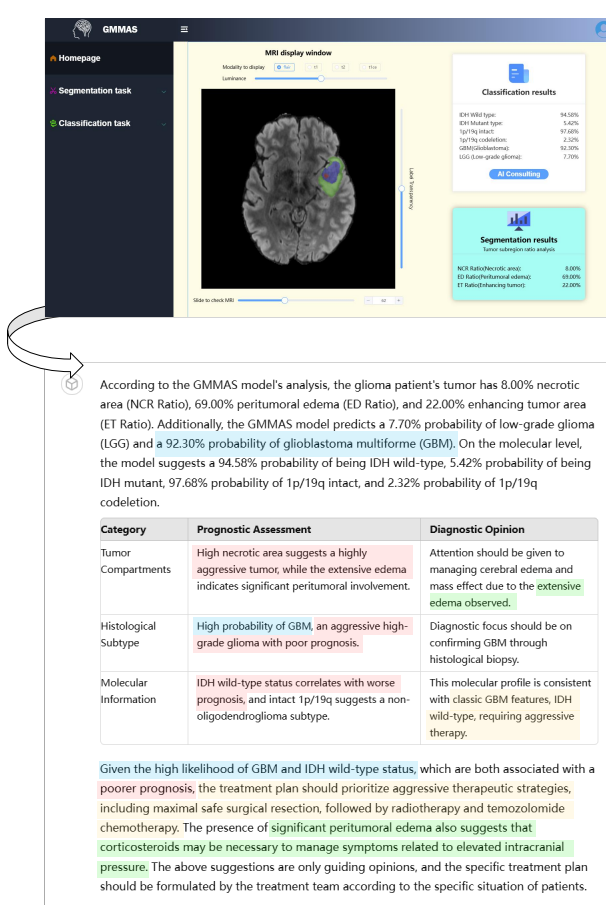 GMMAS
Homepage
Segmentation task
Classification task
MRI display window
Modality to display
flair
t1
t2
t1ce
Luminance
Label Transparency
Slide to check MRI
62
Classification results
IDH Wild type: 94.58%
IDH Mutant type: 5.42%
1p/19q intact: 97.68%
1p/19q codeletion: 2.32%
GBM(Glioblastoma): 92.30%
LGG (Low-grade glioma): 7.70%
AI Consulting
Segmentation results
Tumor subregion ratio analysis
NCR Ratio(Necrotic area): 8.00%
ED Ratio(Peritumoral edema): 69.00%
ET Ratio(Enhancing tumor): 22.00%
According to the GMMAS model's analysis, the glioma patient's tumor has 8.00% necrotic
area (NCR Ratio), 69.00% peritumoral edema (ED Ratio), and 22.00% enhancing tumor area
(ET Ratio). Additionally, the GMMAS model predicts a 7.70% probability of low-grade glioma
(LGG) and a 92.30% probability of glioblastoma multiforme (GBM). On the molecular level,
the model suggests a 94.58% probability of being IDH wild-type, 5.42% probability of being
IDH mutant, 97.68% probability of 1p/19q intact, and 2.32% probability of 1p/19q
codeletion.
Category Prognostic Assessment Diagnostic Opinion
Tumor High necrotic area suggests a highly Attention should be given to
Compartments aggressive tumor, while the extensive edema managing cerebral edema and
indicates significant peritumoral involvement. mass effect due to the extensive
edema observed.
Histological High probability of GBM, an aggressive high- Diagnostic focus should be on
Subtype grade glioma with poor prognosis. confirming GBM through
histological biopsy.
Molecular IDH wild-type status correlates with worse This molecular profile is consistent
Information prognosis, and intact 1p/19q suggests a non- with classic GBM features, IDH
oligodendroglioma subtype. wild-type, requiring aggressive
therapy.
Given the high likelihood of GBM and IDH wild-type status, which are both associated with a
poorer prognosis, the treatment plan should prioritize aggressive therapeutic strategies,
including maximal safe surgical resection, followed by radiotherapy and temozolomide
chemotherapy. The presence of significant peritumoral edema also suggests that
corticosteroids may be necessary to manage symptoms related to elevated intracranial
pressure. The above suggestions are only guiding opinions, and the specific treatment plan
should be formulated by the treatment team according to the specific situation of patients.